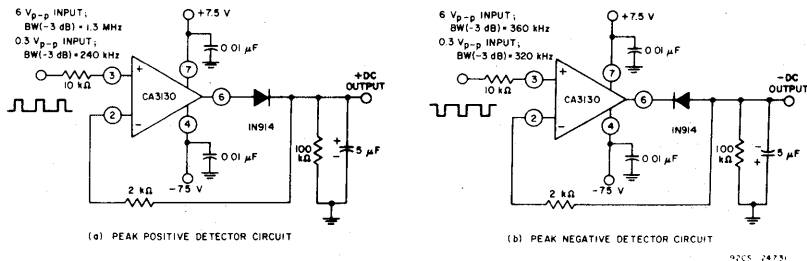 6 Vp-p INPUT;
BW(-3 dB) = 1.3 MHz
0.3 Vp-p INPUT;
BW(-3 dB) = 240 kHz
+7.5 V
0.01 µF
7
3
+
10 kΩ
CA3130
6
2
−
4
1N914
+DC
OUTPUT
0.01 µF
100
kΩ
+
−
5 µF
−7.5 V
2 kΩ
(a) PEAK POSITIVE DETECTOR CIRCUIT
6 Vp-p INPUT;
BW(-3 dB) = 360 kHz
0.3 Vp-p INPUT;
BW(-3 dB) = 320 kHz
+7.5 V
0.01 µF
7
3
+
10 kΩ
CA3130
6
2
−
4
1N914
−DC
OUTPUT
0.01 µF
100
kΩ
−
+
5 µF
−7.5 V
2 kΩ
(b) PEAK NEGATIVE DETECTOR CIRCUIT
92CS-24731